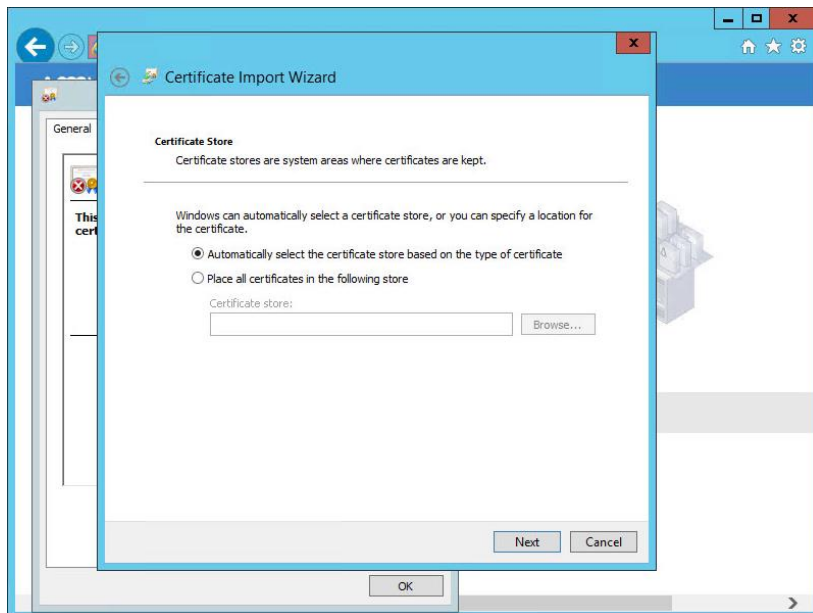 Certificate Import Wizard
General
This
cert
Certificate Store
Certificate stores are system areas where certificates are kept.
Windows can automatically select a certificate store, or you can specify a location for
the certificate.
Automatically select the certificate store based on the type of certificate
Place all certificates in the following store
Certificate store:
Browse...
Next
Cancel
OK